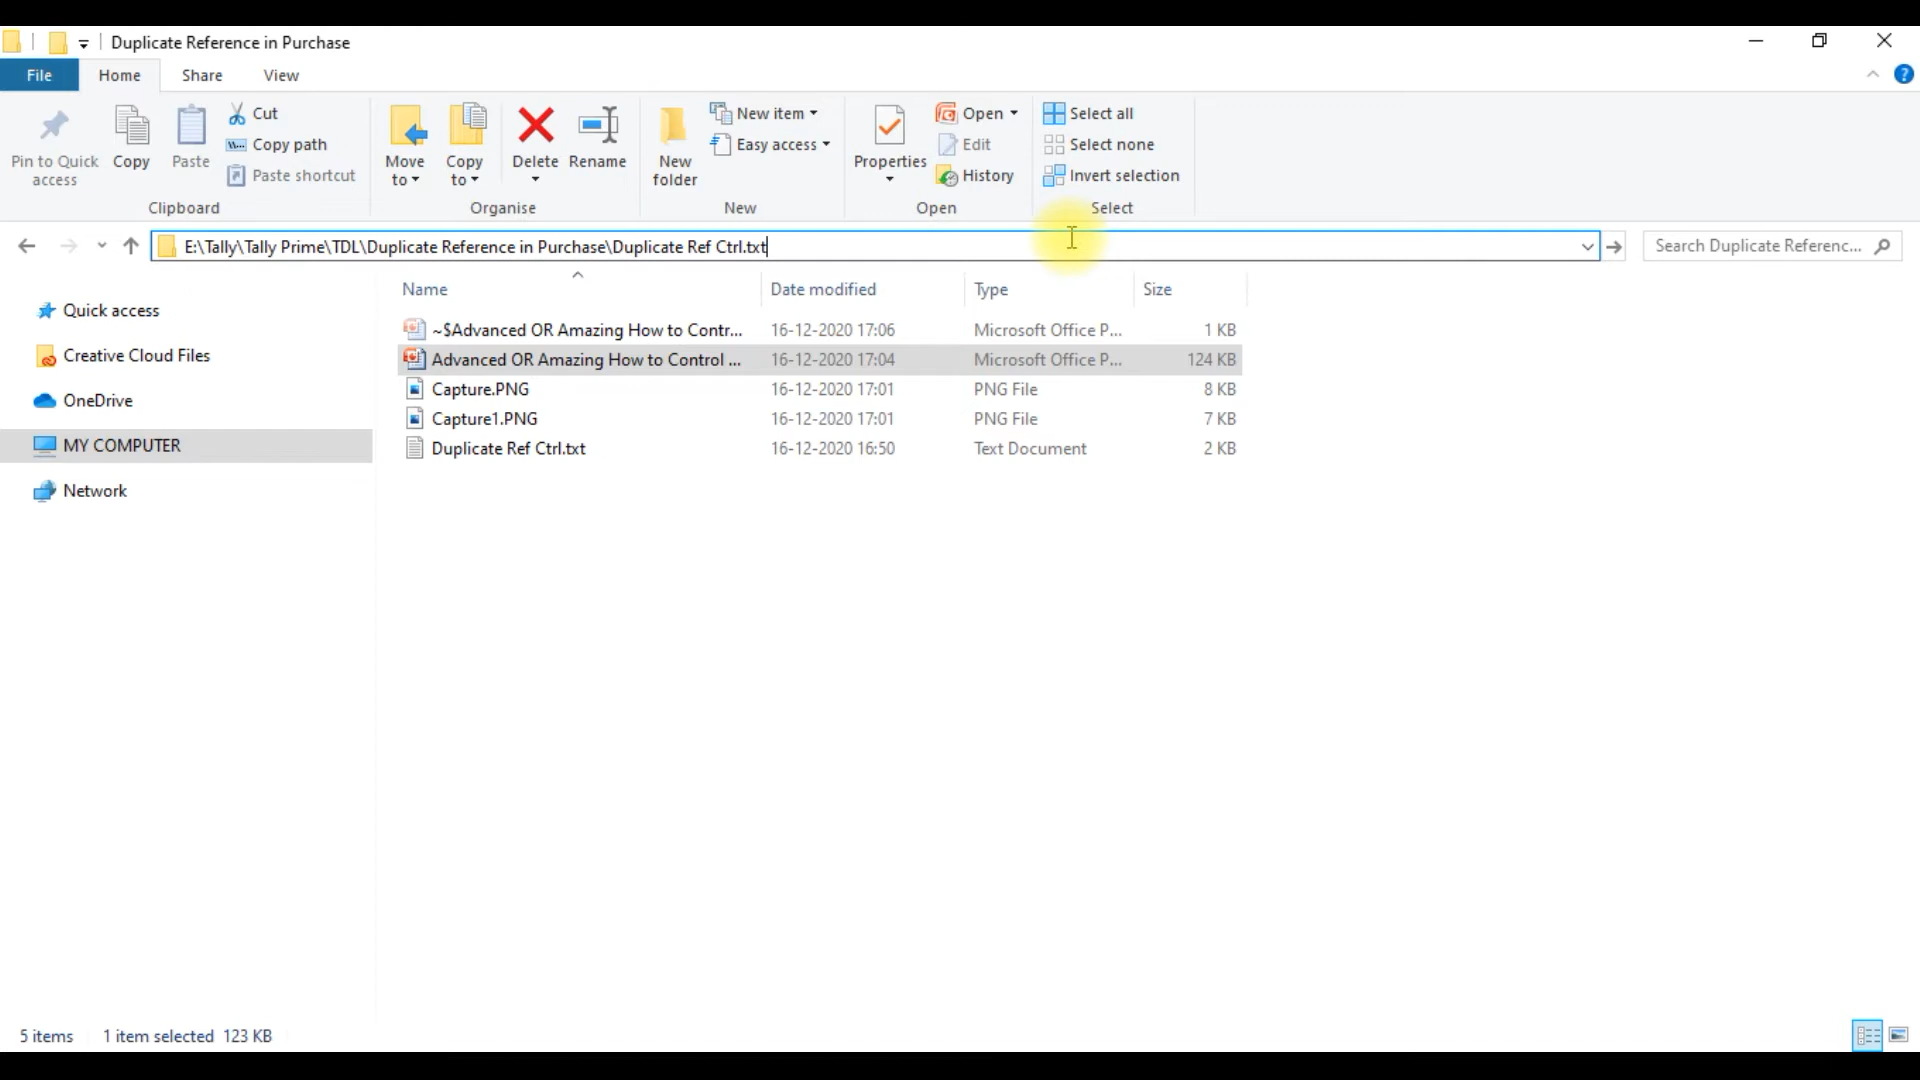 Duplicate Reference in Purchase
File Home Share View
Pin to Quick access
Copy
Paste
Cut
Copy path
Paste shortcut
Clipboard
Move to
Copy to
Delete
Rename
Organise
New folder
New item
Easy access
New
Properties
Open
Edit
History
Open
Select all
Select none
Invert selection
Select
E:\Tally\Tally Prime\TDL\Duplicate Reference in Purchase\Duplicate Ref Ctrl.txt
Search Duplicate Referenc...
Quick access
Creative Cloud Files
OneDrive
MY COMPUTER
Network
Name Date modified Type Size
~$Advanced OR Amazing How to Contr... 16-12-2020 17:06 Microsoft Office P... 1 KB
Advanced OR Amazing How to Control ... 16-12-2020 17:04 Microsoft Office P... 124 KB
Capture.PNG 16-12-2020 17:01 PNG File 8 KB
Capture1.PNG 16-12-2020 17:01 PNG File 7 KB
Duplicate Ref Ctrl.txt 16-12-2020 16:50 Text Document 2 KB
5 items 1 item selected 123 KB